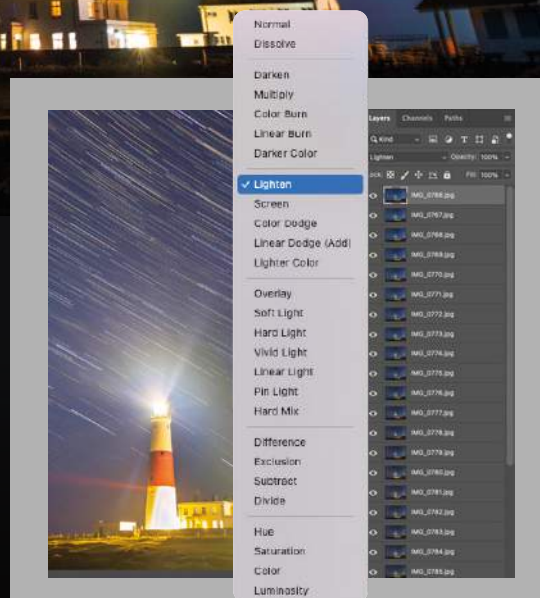 Normal
Dissolve
Darken
Multiply
Color Burn
Linear Burn
Darker Color
Lighten
Screen
Color Dodge
Linear Dodge (Add)
Lighter Color
Overlay
Soft Light
Hard Light
Vivid Light
Linear Light
Pin Light
Hard Mix
Difference
Exclusion
Subtract
Divide
Hue
Saturation
Color
Luminosity
Layers Channels Paths
Kind
Lighten Opacity: 100%
Fill: 100%
IMG_0767.jpg
IMG_0768.jpg
IMG_0769.jpg
IMG_0770.jpg
IMG_0771.jpg
IMG_0772.jpg
IMG_0773.jpg
IMG_0774.jpg
IMG_0775.jpg
IMG_0776.jpg
IMG_0777.jpg
IMG_0778.jpg
IMG_0779.jpg
IMG_0780.jpg
IMG_0781.jpg
IMG_0782.jpg
IMG_0783.jpg
IMG_0784.jpg
IMG_0785.jpg